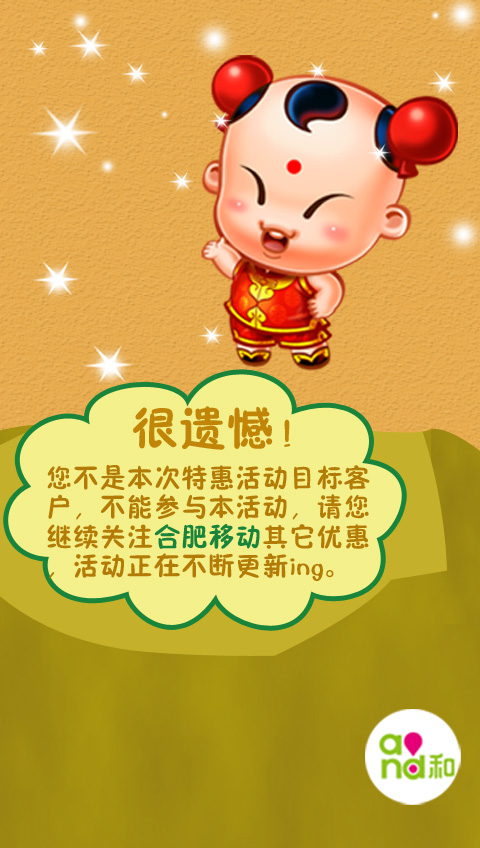 很遗憾！
您不是本次特惠活动目标客
户，不能参与本活动，请您
继续关注合肥移动其它优惠
，活动正在不断更新ing。
and和